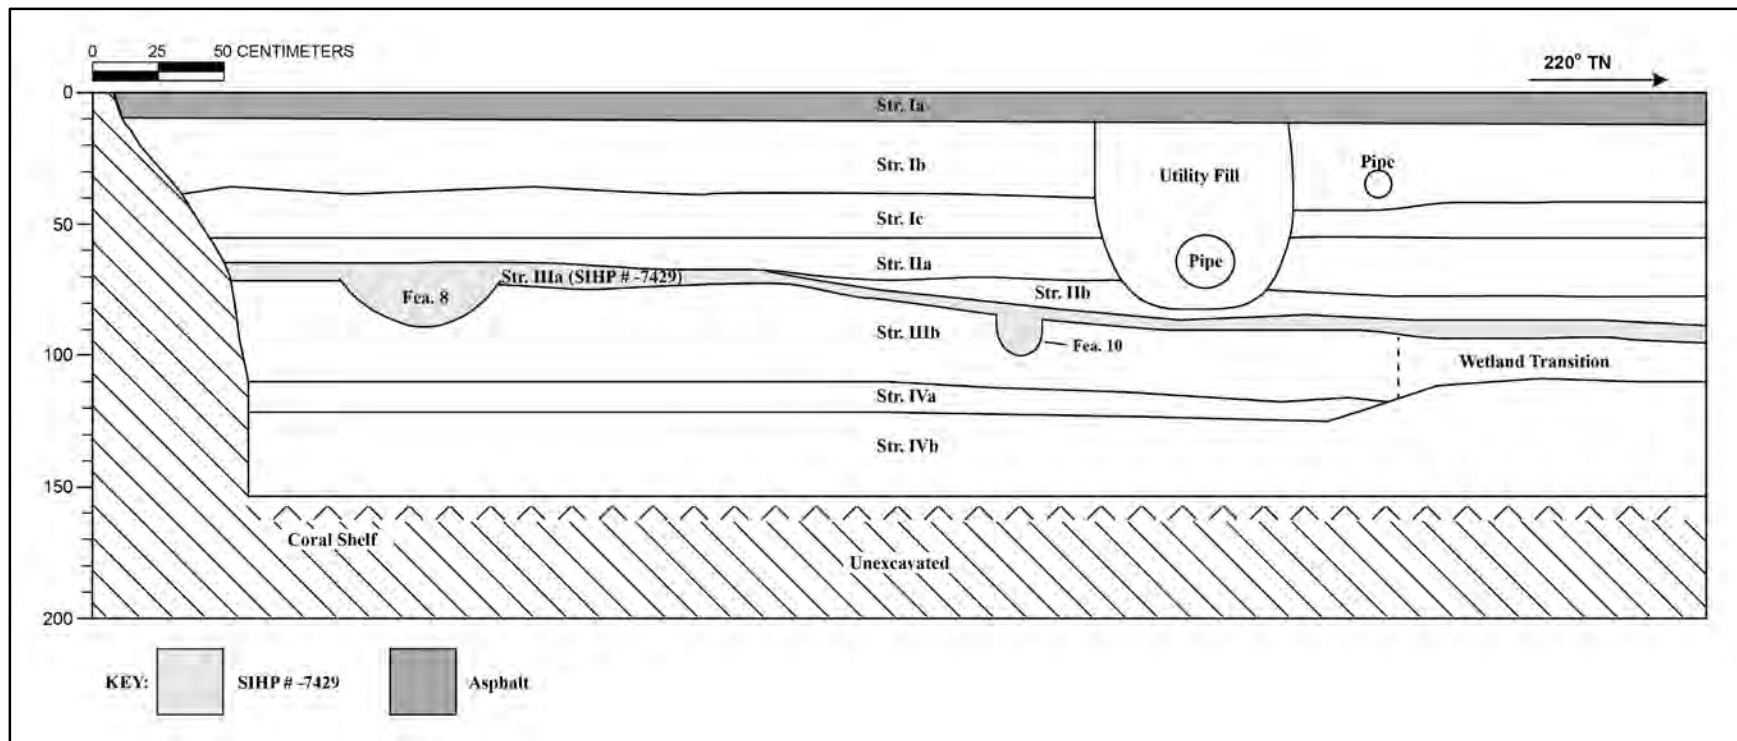 0 25 50 CENTIMETERS
220° TN
0
Str. Ia
Str. Ib
Pipe
Utility Fill
50
Str. Ic
Str. IIa
Pipe
Str. IIIa (SIHP # -7429)
Fea. 8
Str. IIb
Str. IIIb
Fea. 10
100
Wetland Transition
Str. IVa
Str. IVb
150
Coral Shelf
Unexcavated
200
KEY:
SIHP # -7429
Asphalt